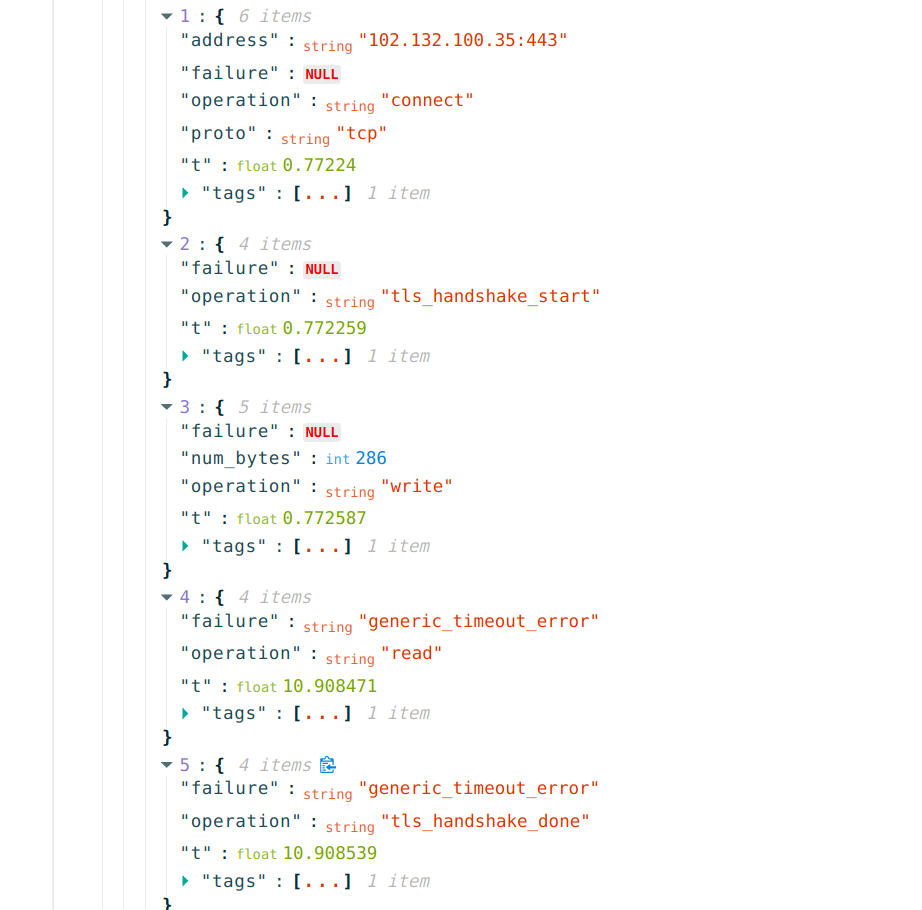 1 : { 6 items
"address" : string "102.132.100.35:443"
"failure" : NULL
"operation" : string "connect"
"proto" : string "tcp"
"t" : float 0.77224
"tags" : [...] 1 item
}
2 : { 4 items
"failure" : NULL
"operation" : string "tls_handshake_start"
"t" : float 0.772259
"tags" : [...] 1 item
}
3 : { 5 items
"failure" : NULL
"num_bytes" : int 286
"operation" : string "write"
"t" : float 0.772587
"tags" : [...] 1 item
}
4 : { 4 items
"failure" : string "generic_timeout_error"
"operation" : string "read"
"t" : float 10.908471
"tags" : [...] 1 item
}
5 : { 4 items
"failure" : string "generic_timeout_error"
"operation" : string "tls_handshake_done"
"t" : float 10.908539
"tags" : [...] 1 item
}